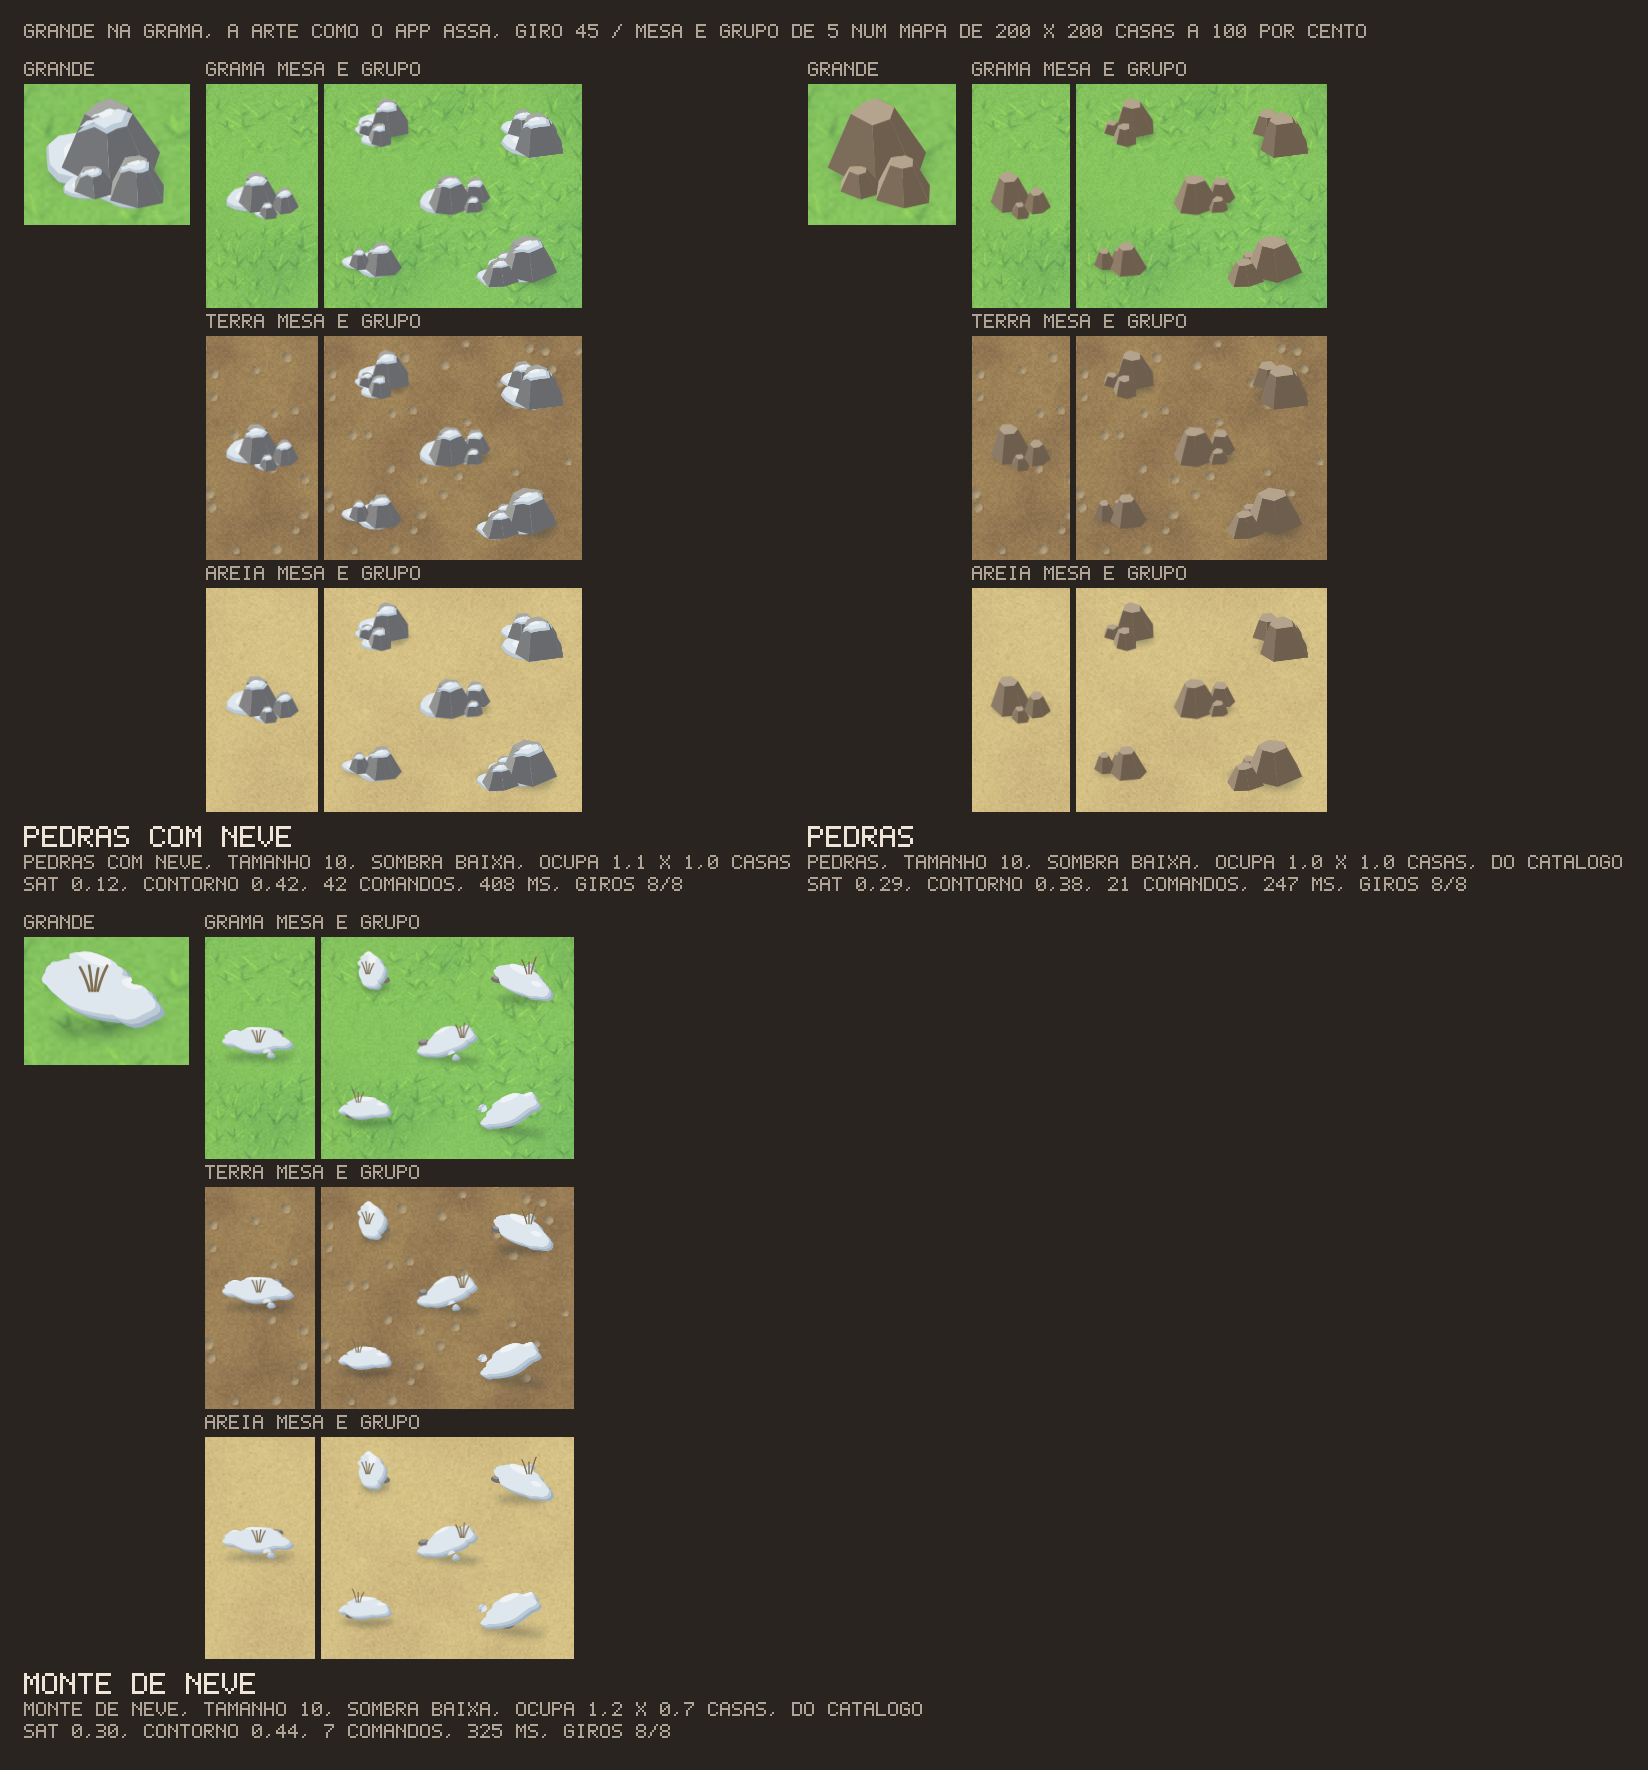 GRANDE NA GRAMA, A ARTE COMO O APP ASSA, GIRO 45 / MESA E GRUPO DE 5 NUM MAPA DE 200 X 200 CASAS A 100 POR CENTO
GRANDE
GRAMA MESA E GRUPO
TERRA MESA E GRUPO
AREIA MESA E GRUPO
PEDRAS COM NEVE
PEDRAS COM NEVE, TAMANHO 10, SOMBRA BAIXA, OCUPA 1,1 X 1,0 CASAS
SAT 0,12, CONTORNO 0,42, 42 COMANDOS, 408 MS, GIROS 8/8
GRANDE
GRAMA MESA E GRUPO
TERRA MESA E GRUPO
AREIA MESA E GRUPO
PEDRAS
PEDRAS, TAMANHO 10, SOMBRA BAIXA, OCUPA 1,0 X 1,0 CASAS, DO CATALOGO
SAT 0,29, CONTORNO 0,38, 21 COMANDOS, 247 MS, GIROS 8/8
GRANDE
GRAMA MESA E GRUPO
TERRA MESA E GRUPO
AREIA MESA E GRUPO
MONTE DE NEVE
MONTE DE NEVE, TAMANHO 10, SOMBRA BAIXA, OCUPA 1,2 X 0,7 CASAS, DO CATALOGO
SAT 0,30, CONTORNO 0,44, 7 COMANDOS, 325 MS, GIROS 8/8